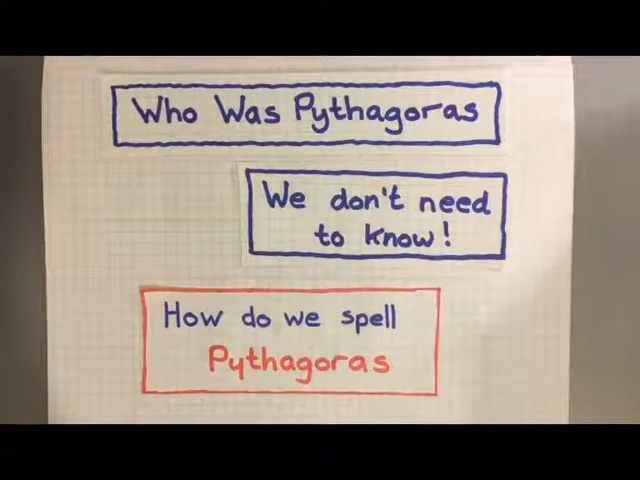 Who Was Pythagoras
We don't need
to know!
How do we spell
Pythagoras